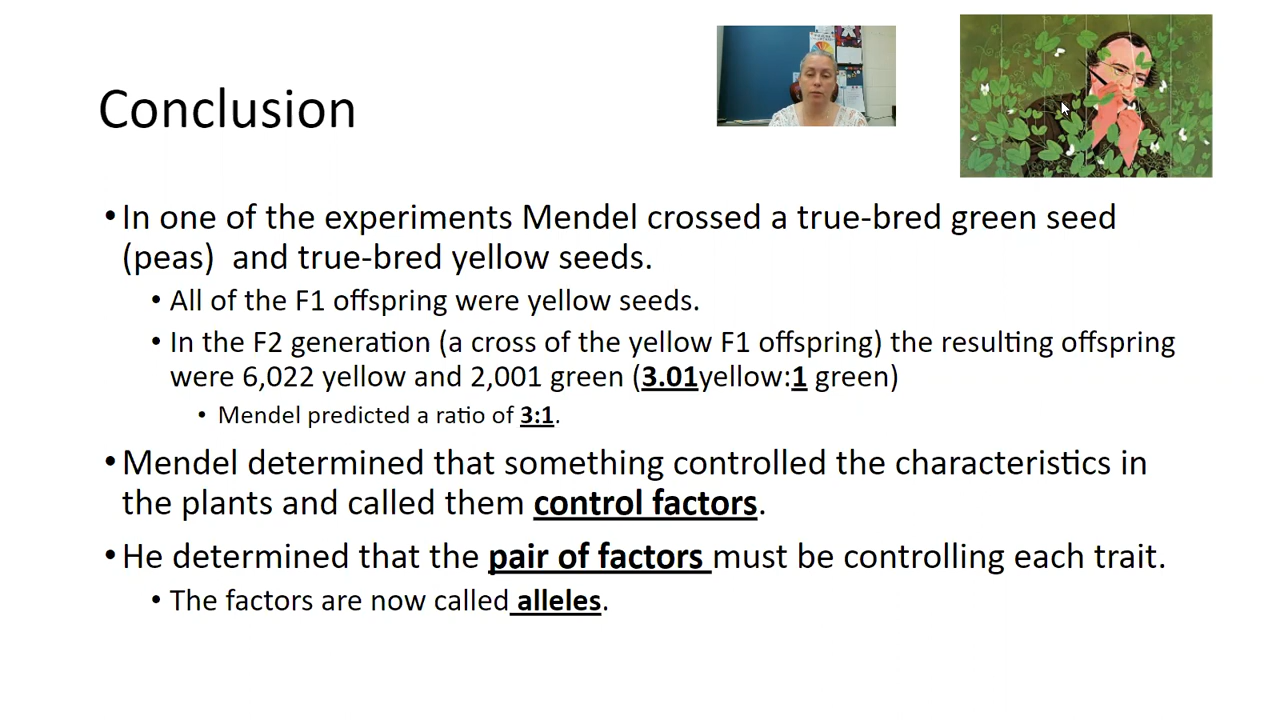 Conclusion
• In one of the experiments Mendel crossed a true-bred green seed
(peas) and true-bred yellow seeds.
• All of the F1 offspring were yellow seeds.
• In the F2 generation (a cross of the yellow F1 offspring) the resulting offspring
were 6,022 yellow and 2,001 green (3.01yellow:1 green)
• Mendel predicted a ratio of 3:1.
• Mendel determined that something controlled the characteristics in
the plants and called them control factors.
• He determined that the pair of factors must be controlling each trait.
• The factors are now called alleles.